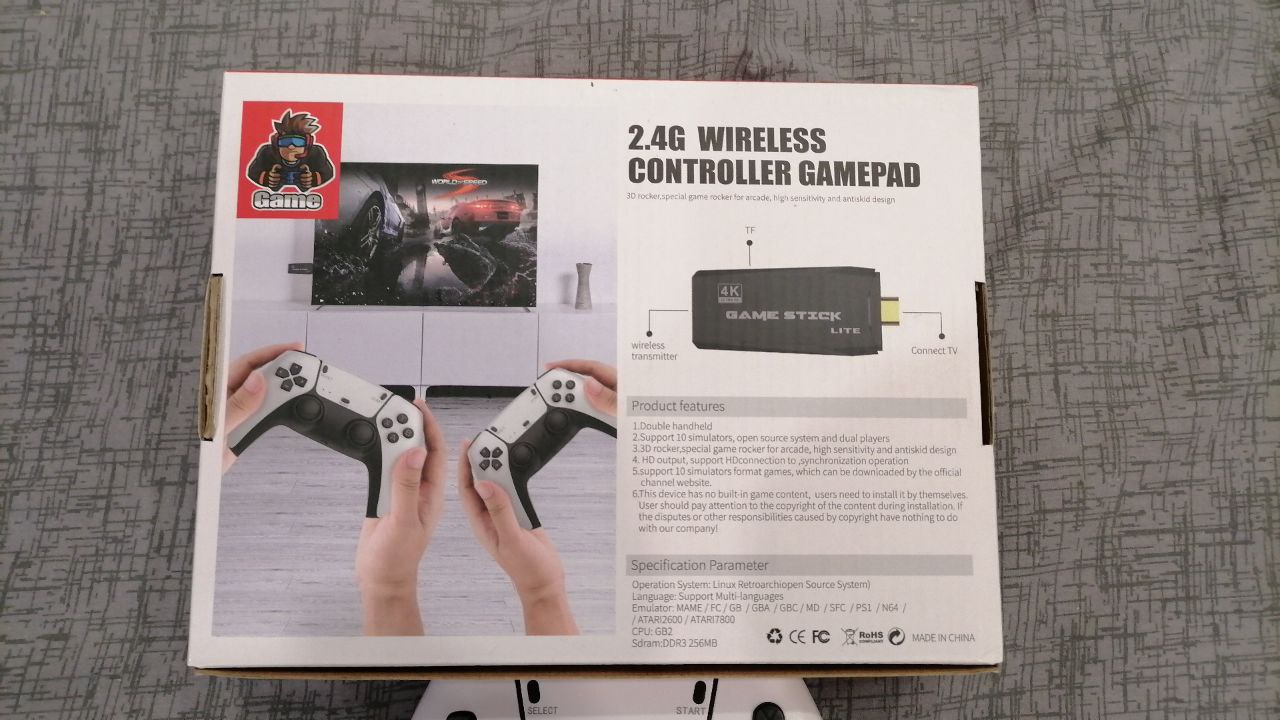 Game
WORLD OF SPEED
2.4G WIRELESS
CONTROLLER GAMEPAD
3D rocker,special game rocker for arcade, high sensitivity and antiskid design
TF
4K
GAME STICK
LITE
wireless
transmitter
Connect TV
Product features
1.Double handheld
2.Support 10 simulators, open source system and dual players
3.3D rocker,special game rocker for arcade, high sensitivity and antiskid design
4. HD output, support HDconnection to ,synchronization operation
5.support 10 simulators format games, which can be downloaded by the official
channel website.
6.This device has no built-in game content, users need to install it by themselves.
User should pay attention to the copyright of the content during installation. If
the disputes or other responsibilities caused by copyright have nothing to do
with our company!
Specification Parameter
Operation System: Linux Retroarchiopen Source System)
Language: Support Multi-languages
Emulator: MAME / FC / GB / GBA / GBC / MD / SFC / PS1 / N64 /
/ ATARI2600 / ATARI7800
CPU: GB2
Sdram:DDR3 256MB
CE FC RoHS COMPLIANT MADE IN CHINA
SELECT START